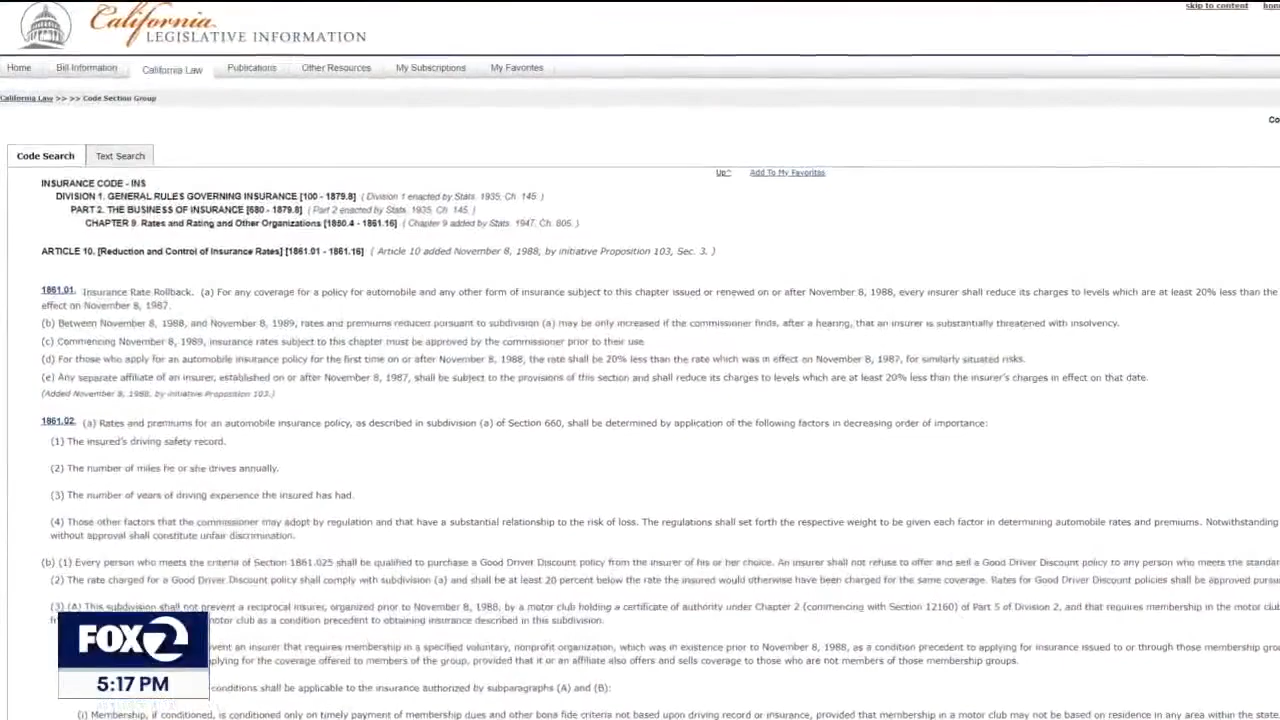 skip to content
California
LEGISLATIVE INFORMATION
Home Bill Information California Law Publications Other Resources My Subscriptions My Favorites
California Law >> >> Code Section Group
Code Search Text Search
Up^ Add To My Favorites
INSURANCE CODE - INS
DIVISION 1. GENERAL RULES GOVERNING INSURANCE [100 - 1879.8] ( Division 1 enacted by Stats. 1935, Ch. 145. )
PART 2. THE BUSINESS OF INSURANCE [680 - 1879.8] ( Part 2 enacted by Stats. 1935, Ch. 145. )
CHAPTER 9. Rates and Rating and Other Organizations [1850.4 - 1861.16] ( Chapter 9 added by Stats. 1947, Ch. 805. )
ARTICLE 10. [Reduction and Control of Insurance Rates] [1861.01 - 1861.16] ( Article 10 added November 8, 1988, by initiative Proposition 103, Sec. 3. )
1861.01. Insurance Rate Rollback. (a) For any coverage for a policy for automobile and any other form of insurance subject to this chapter issued or renewed on or after November 8, 1988, every insurer shall reduce its charges to levels which are at least 20% less than the
effect on November 8, 1987.
(b) Between November 8, 1988, and November 8, 1989, rates and premiums reduced pursuant to subdivision (a) may be only increased if the commissioner finds, after a hearing, that an insurer is substantially threatened with insolvency.
(c) Commencing November 8, 1989, insurance rates subject to this chapter must be approved by the commissioner prior to their use.
(d) For those who apply for an automobile insurance policy for the first time on or after November 8, 1988, the rate shall be 20% less than the rate which was in effect on November 8, 1987, for similarly situated risks.
(e) Any separate affiliate of an insurer, established on or after November 8, 1987, shall be subject to the provisions of this section and shall reduce its charges to levels which are at least 20% less than the insurer's charges in effect on that date.
(Added November 8, 1988, by initiative Proposition 103.)
1861.02. (a) Rates and premiums for an automobile insurance policy, as described in subdivision (a) of Section 660, shall be determined by application of the following factors in decreasing order of importance:
(1) The insured's driving safety record.
(2) The number of miles he or she drives annually.
(3) The number of years of driving experience the insured has had.
(4) Those other factors that the commissioner may adopt by regulation and that have a substantial relationship to the risk of loss. The regulations shall set forth the respective weight to be given each factor in determining automobile rates and premiums. Notwithstanding
without approval shall constitute unfair discrimination.
(b) (1) Every person who meets the criteria of Section 1861.025 shall be qualified to purchase a Good Driver Discount policy from the insurer of his or her choice. An insurer shall not refuse to offer and sell a Good Driver Discount policy to any person who meets the
(2) The rate charged for a Good Driver Discount policy shall comply with subdivision (a) and shall be at least 20 percent below the rate the insured would otherwise have been charged for the same coverage. Rates for Good Driver Discount policies shall be approved
(3) (A) This subdivision shall not prevent a reciprocal insurer, organized prior to November 8, 1988, by a motor club holding a certificate of authority under Chapter 2 (commencing with Section 12160) of Part 5 of Division 2, and that requires membership in the motor
motor club as a condition precedent to obtaining insurance described in this subdivision.
an insurer that requires membership in a specified voluntary, nonprofit organization, which was in existence prior to November 8, 1988, as a condition precedent to applying for insurance issued to or through those membership
for the coverage offered to members of the group, provided that it or an affiliate also offers and sells coverage to those who are not members of those membership groups.
conditions shall be applicable to the insurance authorized by subparagraphs (A) and (B):
(i) Membership, if conditioned, is conditioned only on timely payment of membership dues and other bona fide criteria not based upon driving record or insurance, provided that membership in a motor club may not be based on residence in any area within the state
FOX 2
5:17 PM